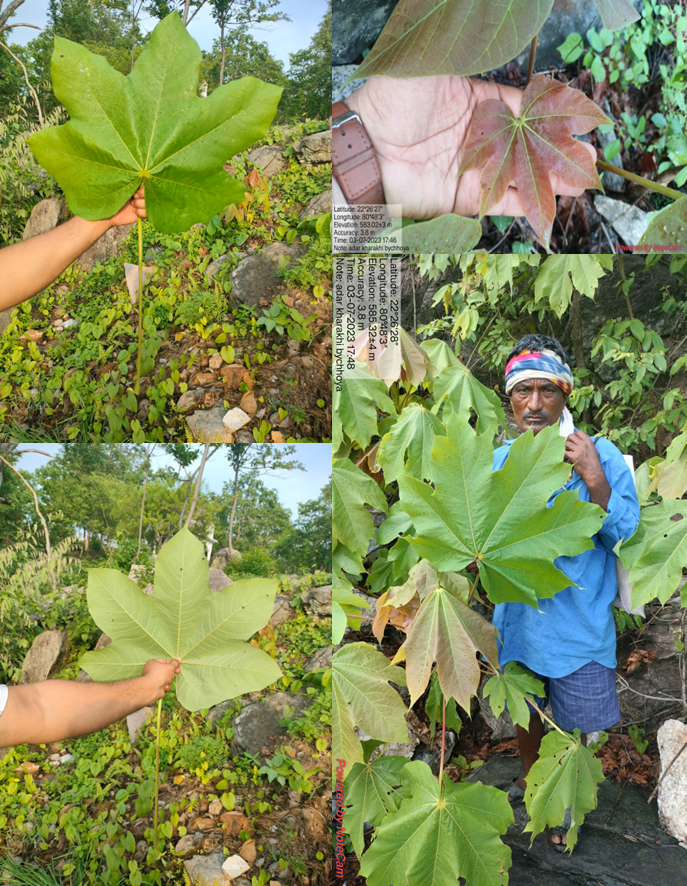 Latitude: 22°26'27"
Longitude: 80°48'3"
Elevation: 583.02±3 m
Accuracy: 3.8 m
Time: 03-07-2023 17:46
Note: adar kharakhi bychhoya
Powered by NoteCam
Latitude: 22°26'28"
Longitude: 80°48'3"
Elevation: 585.32±4 m
Accuracy: 3.8 m
Time: 03-07-2023 17:48
Note: adar kharakhi bychhoya
Powered by NoteCam